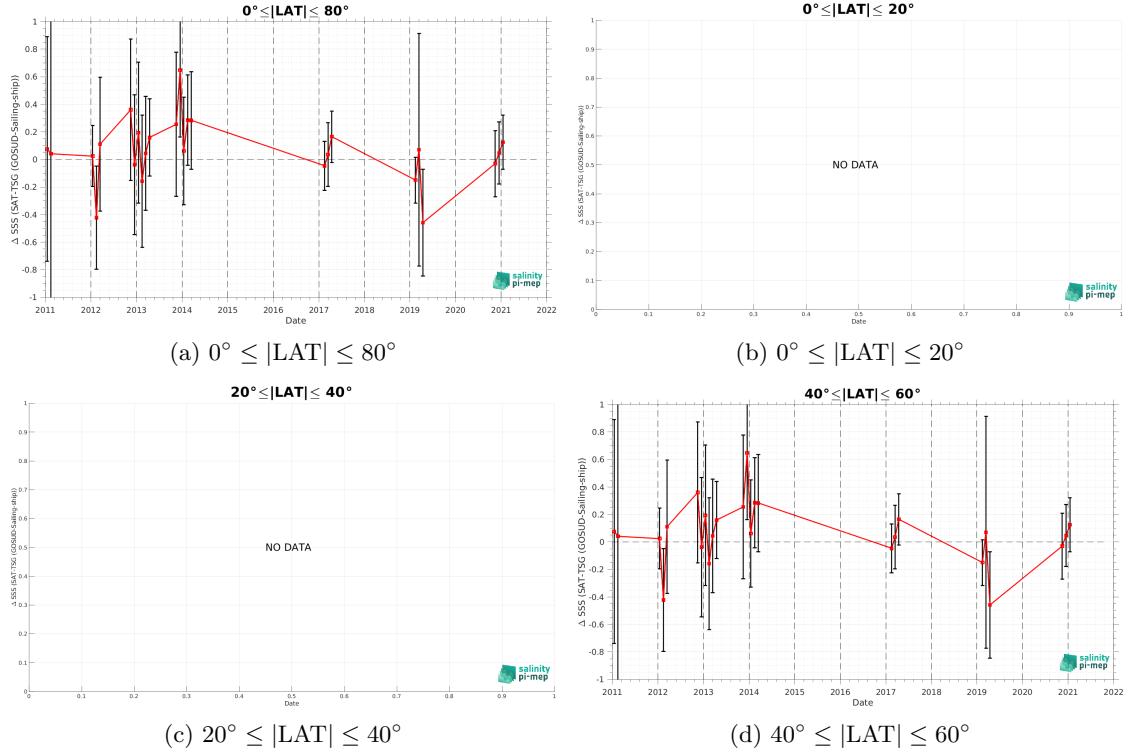 0°≤|LAT|≤ 80°
Δ SSS (SAT-TSG (GOSUD-Sailing-ship))
1
0.8
0.6
0.4
0.2
0
-0.2
-0.4
-0.6
-0.8
-1
2011 2012 2013 2014 2015 2016 2017 2018 2019 2020 2021 2022
Date
salinity
pi-mep
(a) 0° ≤ |LAT| ≤ 80°
0°≤|LAT|≤ 20°
Δ SSS (SAT-TSG (GOSUD-Sailing-ship))
1
0.9
0.8
0.7
0.6
0.5
0.4
0.3
0.2
0.1
0
NO DATA
0 0.1 0.2 0.3 0.4 0.5 0.6 0.7 0.8 0.9 1
Date
salinity
pi-mep
(b) 0° ≤ |LAT| ≤ 20°
20°≤|LAT|≤ 40°
Δ SSS (SAT-TSG (GOSUD-Sailing-ship))
1
0.9
0.8
0.7
0.6
0.5
0.4
0.3
0.2
0.1
0
NO DATA
0 0.1 0.2 0.3 0.4 0.5 0.6 0.7 0.8 0.9 1
Date
salinity
pi-mep
(c) 20° ≤ |LAT| ≤ 40°
40°≤|LAT|≤ 60°
Δ SSS (SAT-TSG (GOSUD-Sailing-ship))
1
0.8
0.6
0.4
0.2
0
-0.2
-0.4
-0.6
-0.8
-1
2011 2012 2013 2014 2015 2016 2017 2018 2019 2020 2021 2022
Date
salinity
pi-mep
(d) 40° ≤ |LAT| ≤ 60°